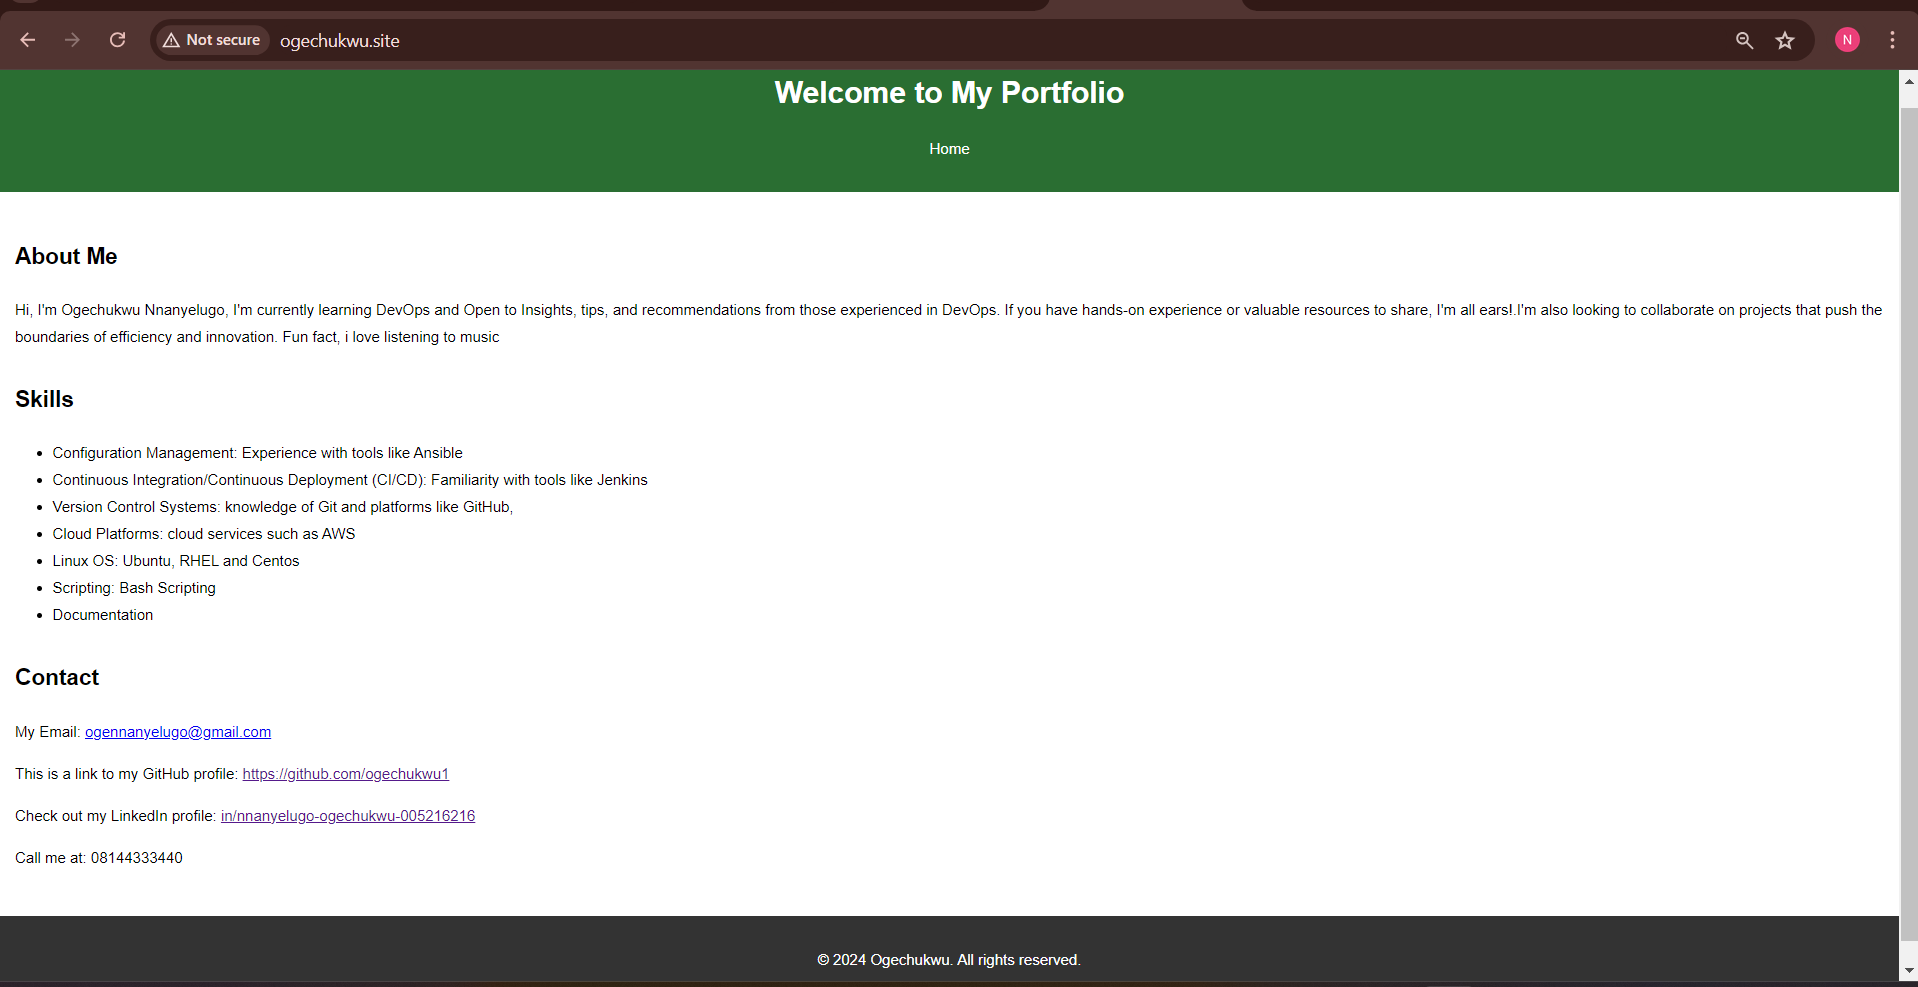 Not secure
ogechukwu.site
N
Welcome to My Portfolio
Home
About Me
Hi, I'm Ogechukwu Nnanyelugo, I'm currently learning DevOps and Open to Insights, tips, and recommendations from those experienced in DevOps. If you have hands-on experience or valuable resources to share, I'm all ears!.I'm also looking to collaborate on projects that push the
boundaries of efficiency and innovation. Fun fact, i love listening to music
Skills
• Configuration Management: Experience with tools like Ansible
• Continuous Integration/Continuous Deployment (CI/CD): Familiarity with tools like Jenkins
• Version Control Systems: knowledge of Git and platforms like GitHub,
• Cloud Platforms: cloud services such as AWS
• Linux OS: Ubuntu, RHEL and Centos
• Scripting: Bash Scripting
• Documentation
Contact
My Email: ogennanyelugo@gmail.com
This is a link to my GitHub profile: https://github.com/ogechukwu1
Check out my LinkedIn profile: in/nnanyelugo-ogechukwu-005216216
Call me at: 08144333440
© 2024 Ogechukwu. All rights reserved.